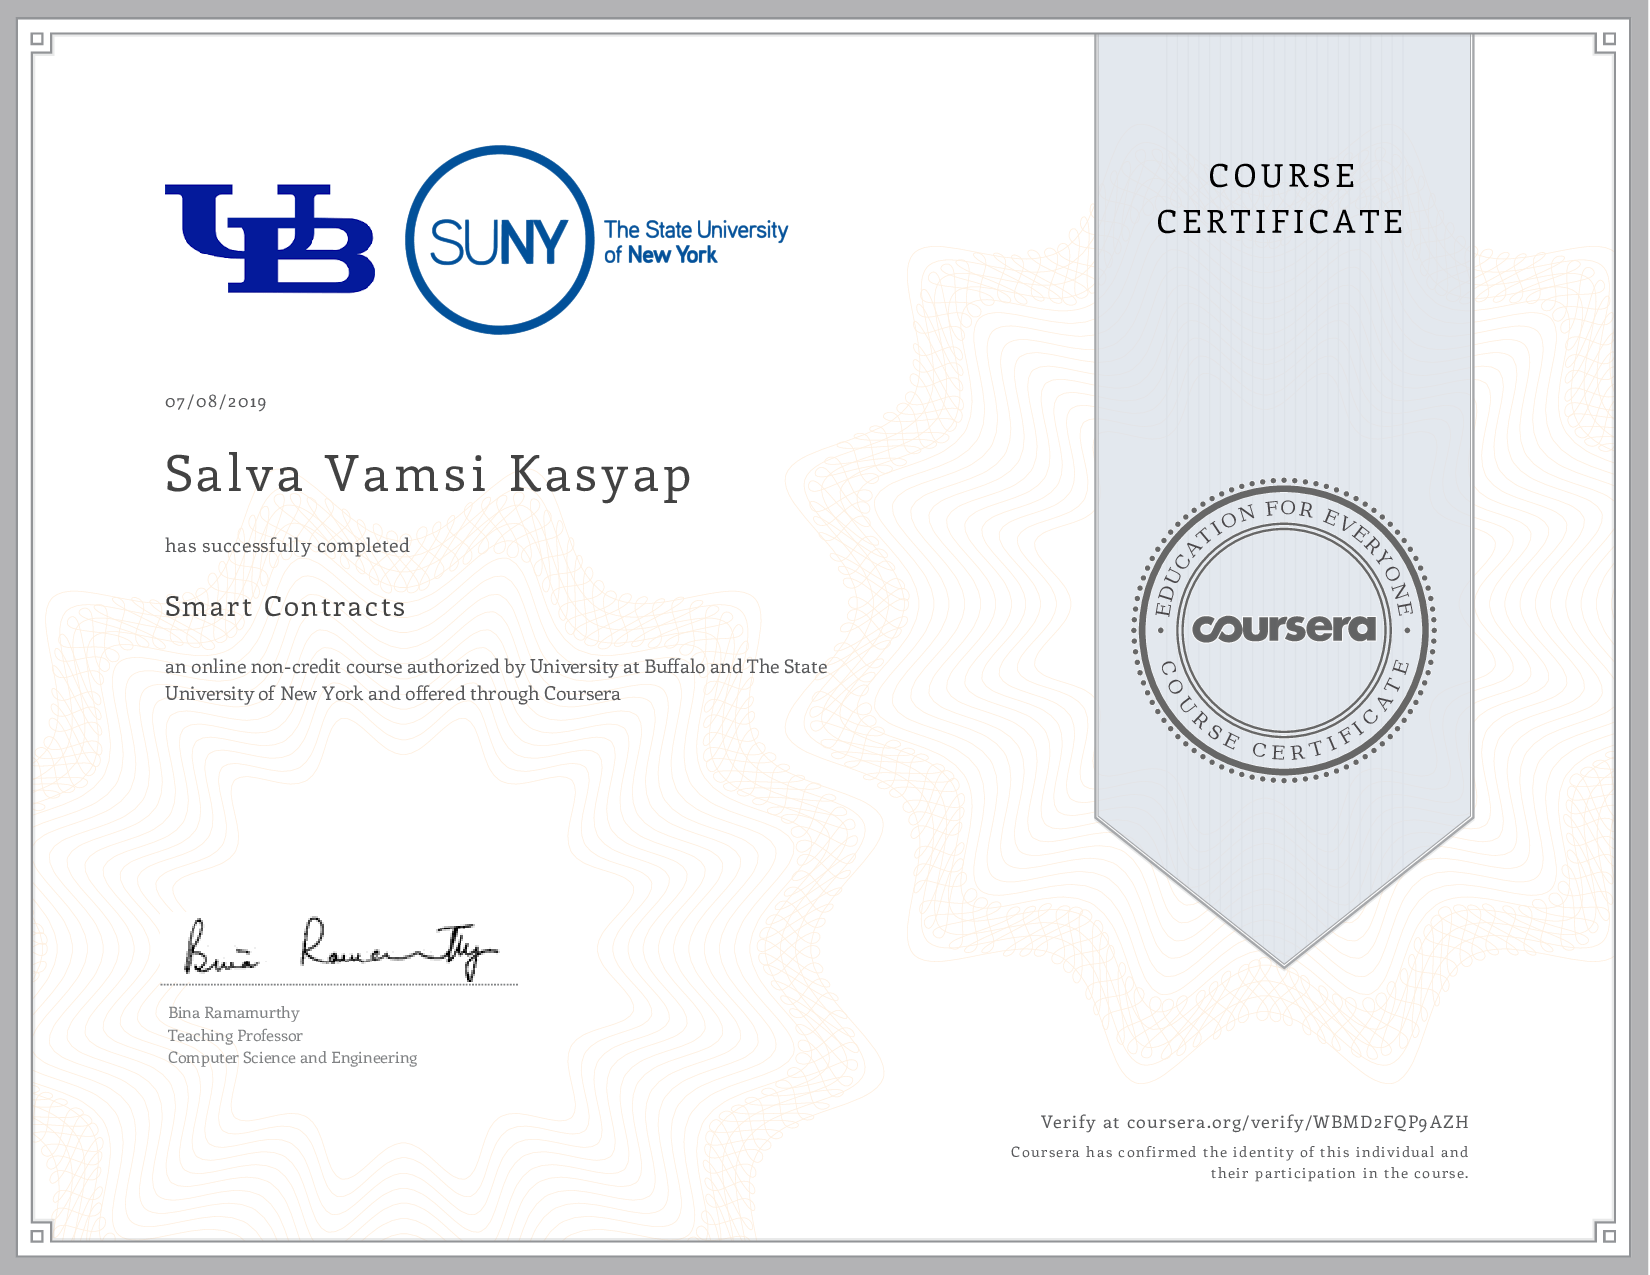 UB
SUNY
The State University
of New York
COURSE
CERTIFICATE
07/08/2019
Salva Vamsi Kasyap
has successfully completed
Smart Contracts
an online non-credit course authorized by University at Buffalo and The State
University of New York and offered through Coursera
EDUCATION FOR EVERYONE
coursera
COURSE CERTIFICATE
Bina Ramamurthy
Bina Ramamurthy
Teaching Professor
Computer Science and Engineering
Verify at coursera.org/verify/WBMD2FQP9AZH
Coursera has confirmed the identity of this individual and
their participation in the course.